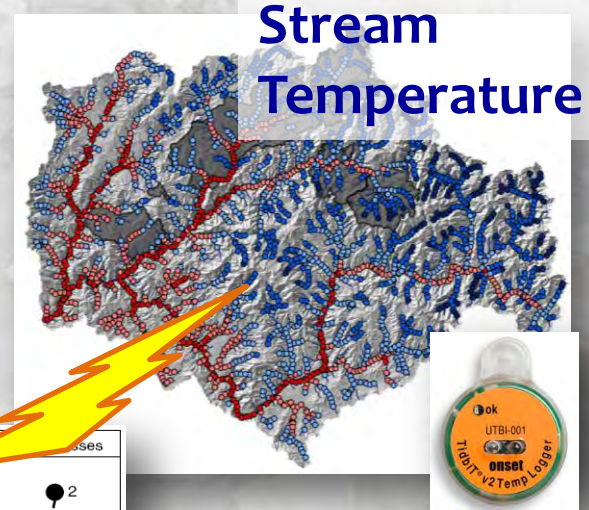 Stream
Temperature
ok
UTBI-001
onset
TidbiT® v2 Temp Logger
sses
2